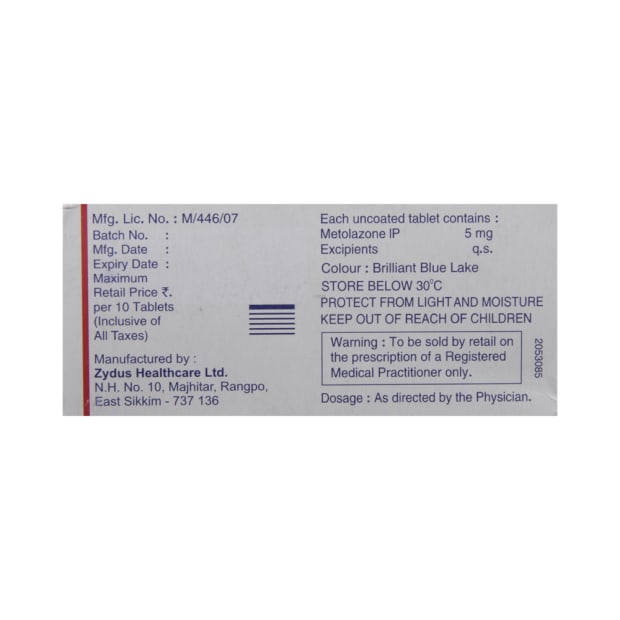 Mfg. Lic. No. : M/446/07
Batch No. :
Mfg. Date :
Expiry Date :
Maximum
Retail Price ₹.
per 10 Tablets
(Inclusive of
All Taxes)
Manufactured by :
Zydus Healthcare Ltd.
N.H. No. 10, Majhitar, Rangpo,
East Sikkim - 737 136
Each uncoated tablet contains :
Metolazone IP 5 mg
Excipients q.s.
Colour : Brilliant Blue Lake
STORE BELOW 30°C
PROTECT FROM LIGHT AND MOISTURE
KEEP OUT OF REACH OF CHILDREN
Warning : To be sold by retail on
the prescription of a Registered
Medical Practitioner only.
Dosage : As directed by the Physician.
2053085